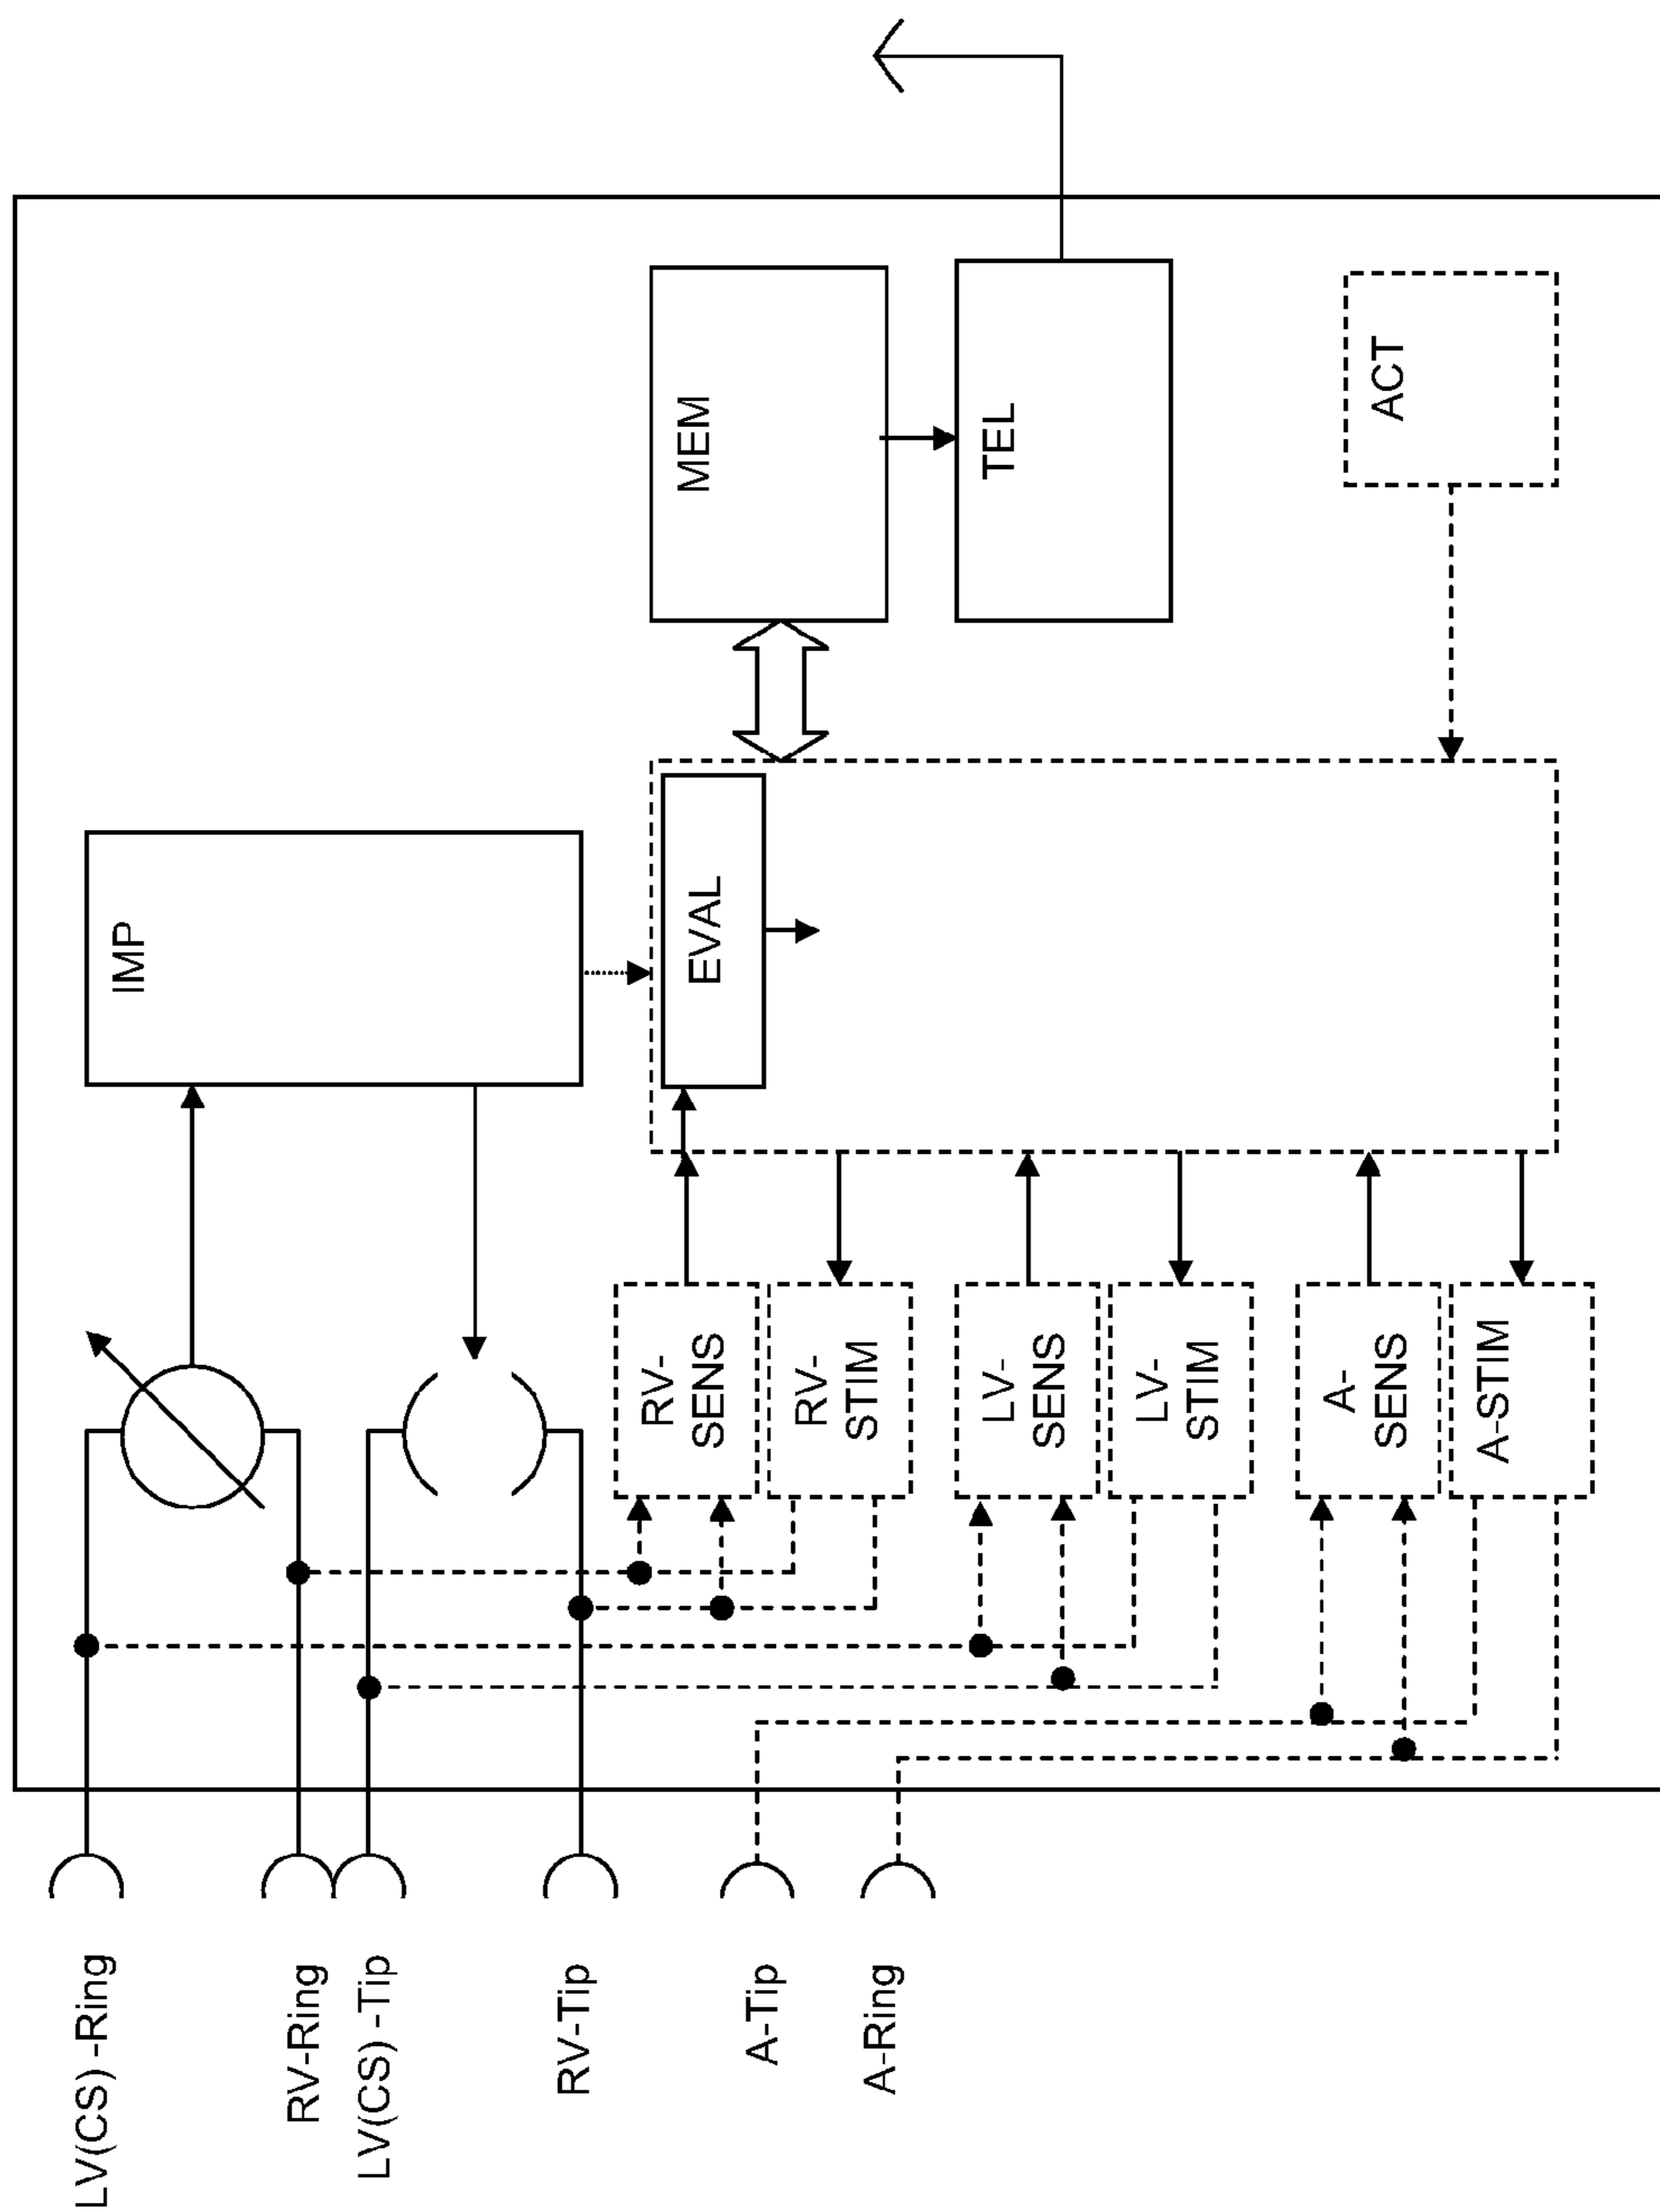 LV(CS) -Ring
RV-Ring
LV(CS) -Tip
RV-Tip
A-Tip
A-Ring
IMP
RV-
SENS
RV-
STIM
LV-
SENS
LV-
STIM
A-
SENS
A-STIM
EVAL
MEM
TEL
ACT